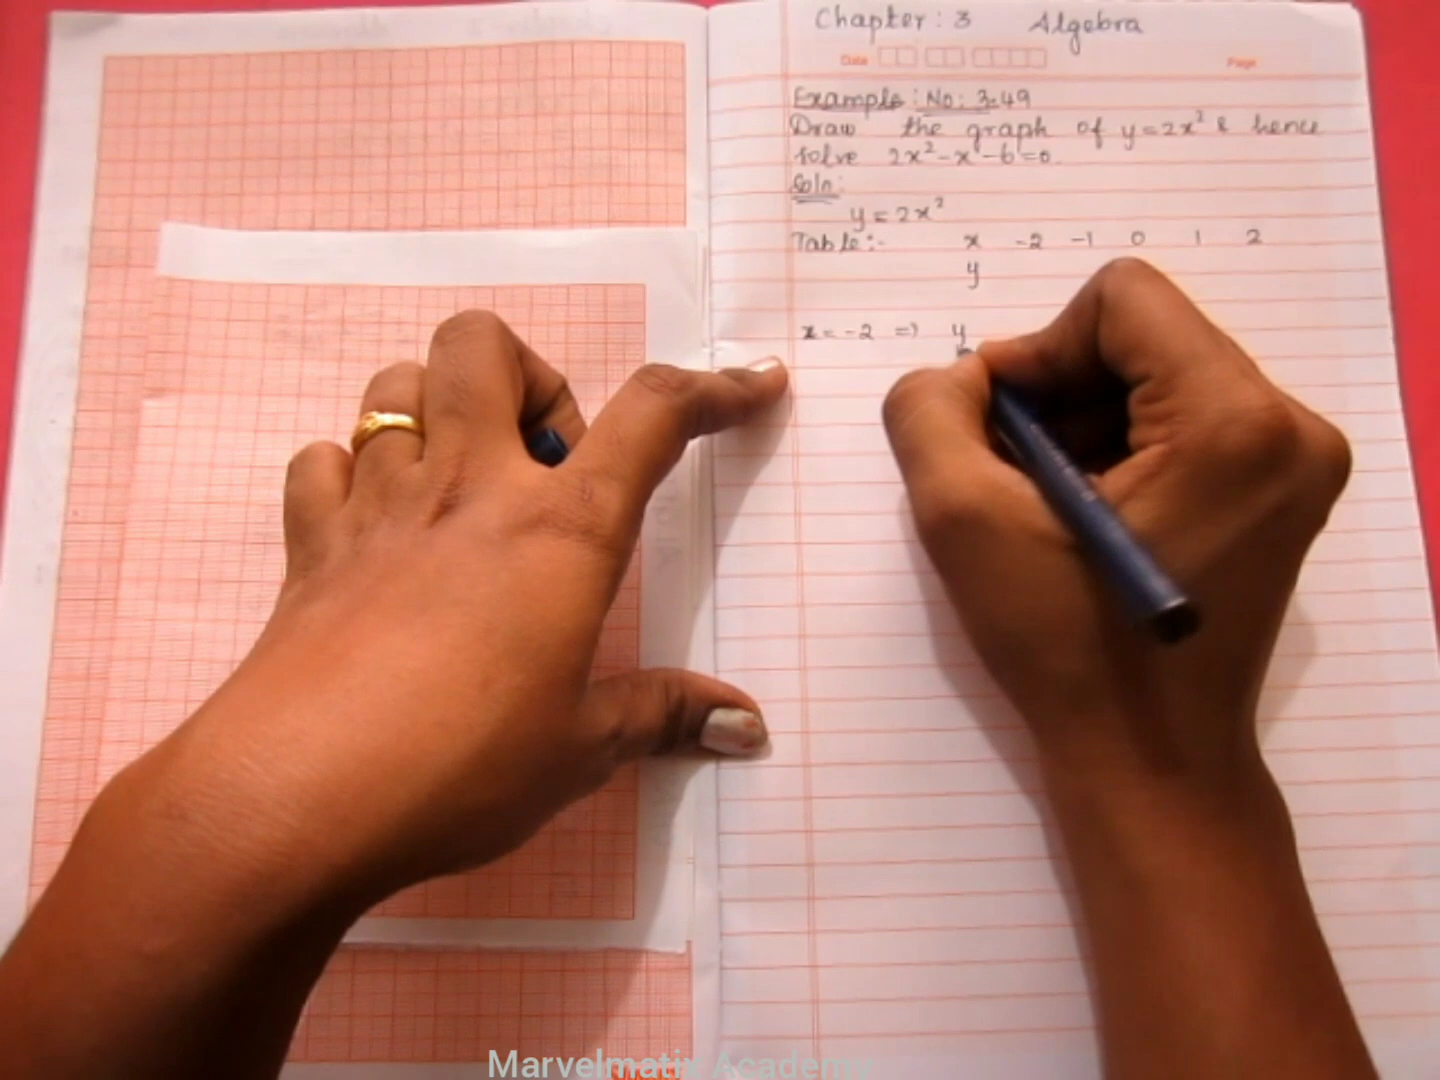 Chapter : 3 Algebra
Date Page
Example : No: 3.49
Draw the graph of y=2x² & hence
solve 2x²-x-6=0.
Soln:
y = 2x²
Table:- x -2 -1 0 1 2
y
x = -2 => y
Marvelmatix Academy